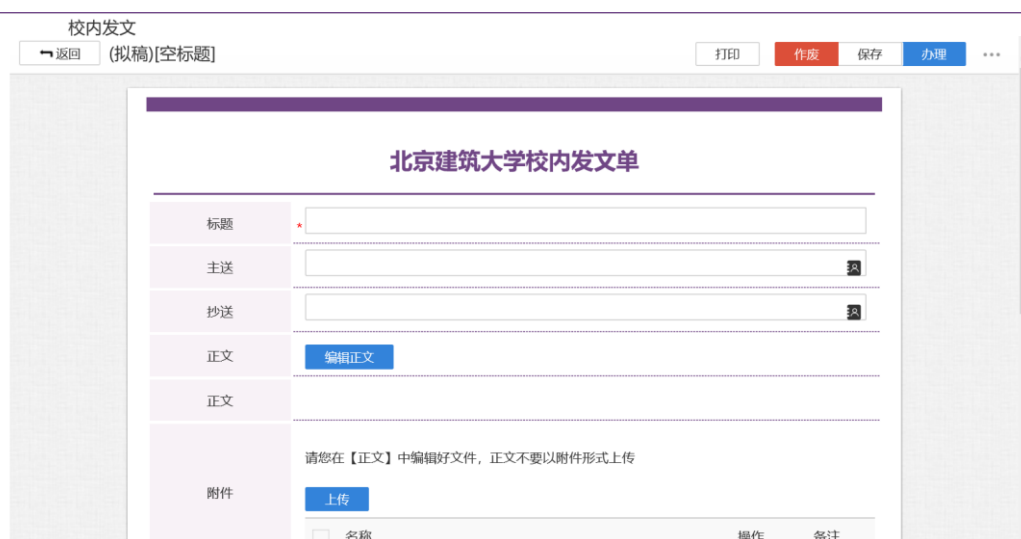 校内发文
返回 (拟稿)[空标题] 打印 作废 保存 办理
北京建筑大学校内发文单
标题 *
主送
抄送
正文 编辑正文
正文
请您在【正文】中编辑好文件，正文不要以附件形式上传
附件
上传
名称 操作 备注